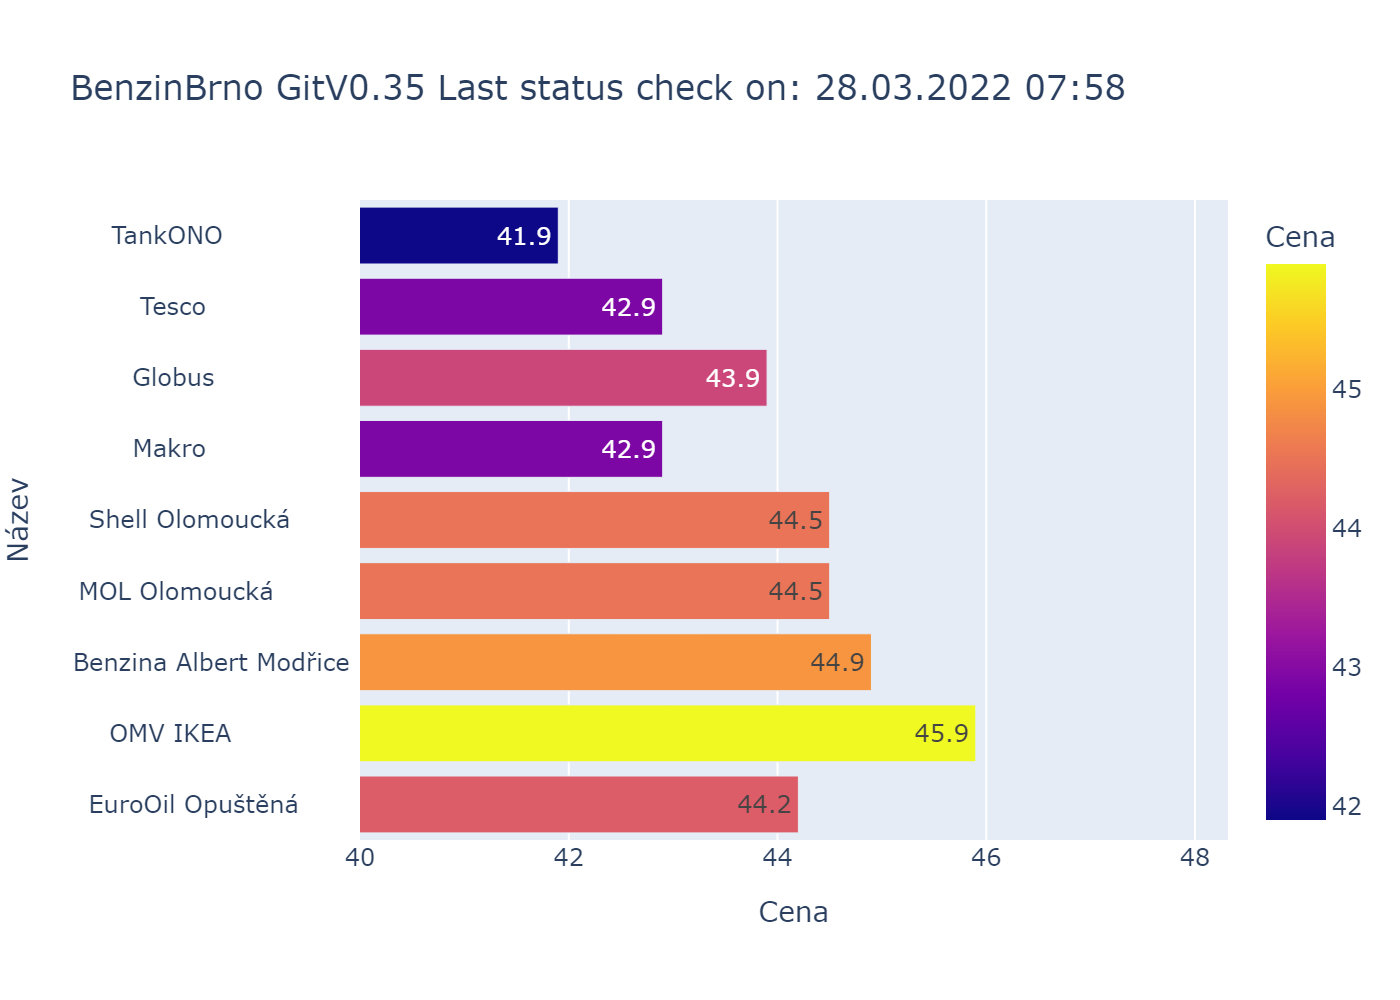 BenzinBrno GitV0.35 Last status check on: 28.03.2022 07:58
Název
TankONO
41.9
Tesco
42.9
Globus
43.9
Makro
42.9
Shell Olomoucká
44.5
MOL Olomoucká
44.5
Benzina Albert Modřice
44.9
OMV IKEA
45.9
EuroOil Opuštěná
44.2
40 42 44 46 48
Cena
Cena
45
44
43
42